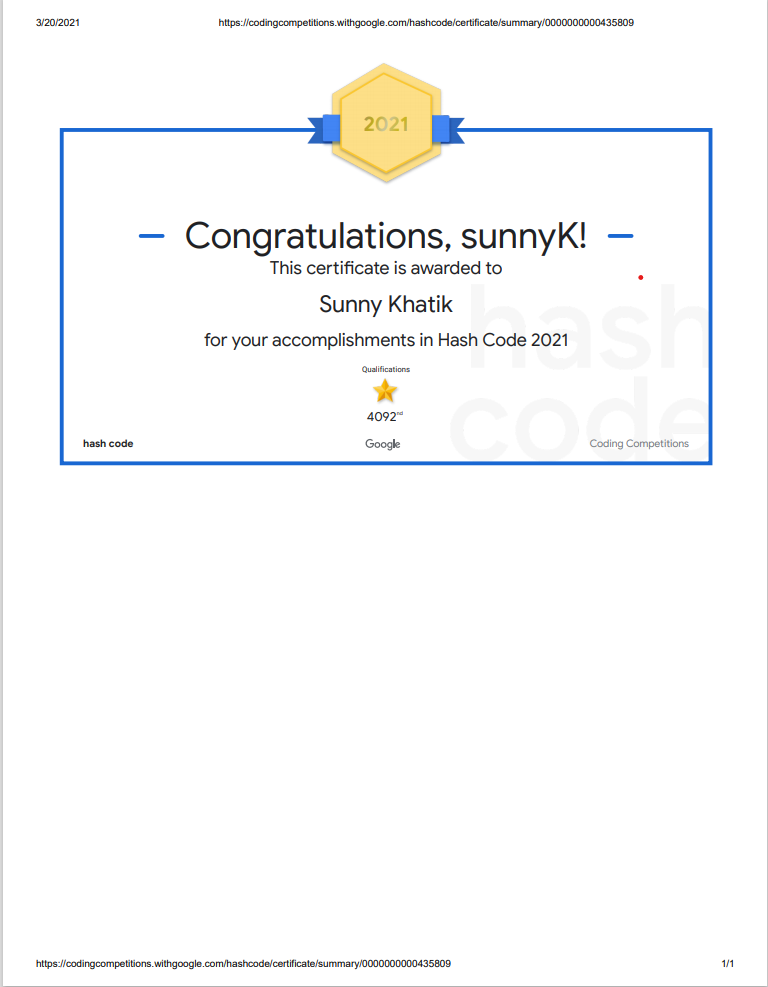 3/20/2021 https://codingcompetitions.withgoogle.com/hashcode/certificate/summary/0000000000435809
2021
Congratulations, sunnyK!
This certificate is awarded to
Sunny Khatik
for your accomplishments in Hash Code 2021
hash
code
Qualifications
4092nd
hash code Google Coding Competitions
https://codingcompetitions.withgoogle.com/hashcode/certificate/summary/0000000000435809 1/1